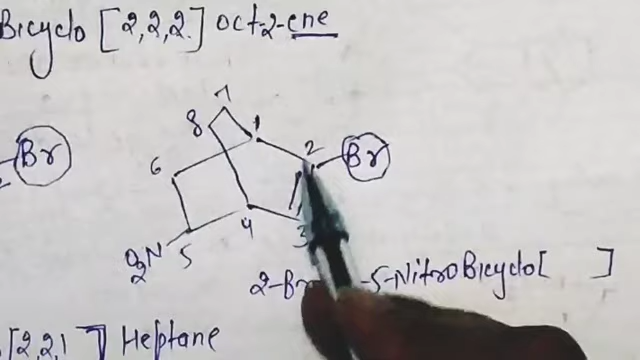 Bicyclo [2,2,2] oct-2-ene
7
8
1
2
Br
Br
6
4
3
O2N
5
2-Br -5-NitroBicyclo[ ]
[2,2,1] Heptane